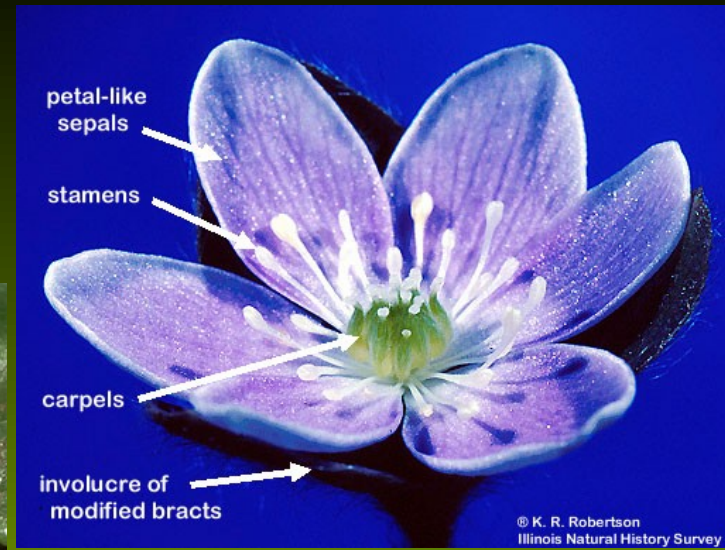 petal-like
sepals
stamens
carpels
involucre of
modified bracts
® K. R. Robertson
Illinois Natural History Survey